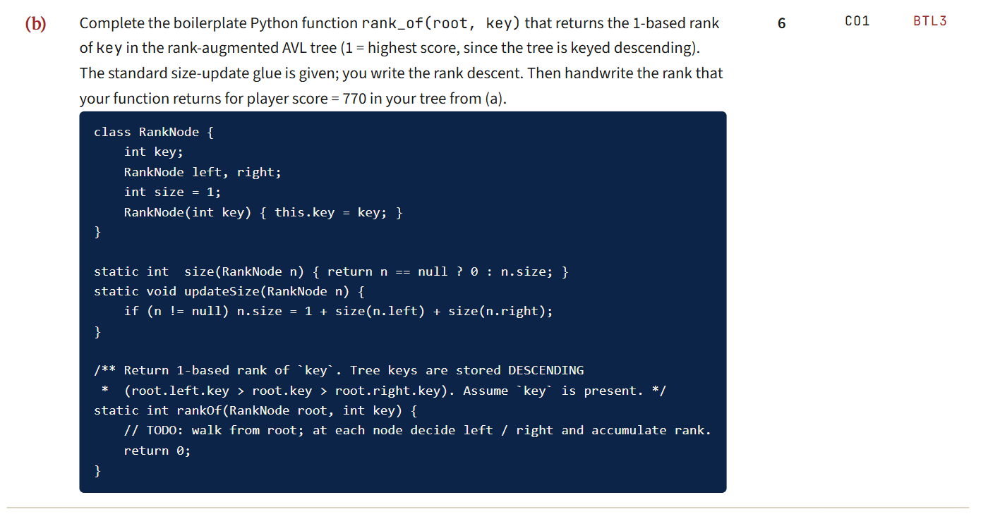 (b) Complete the boilerplate Python function rank_of(root, key) that returns the 1-based rank 6 CO1 BTL3
of key in the rank-augmented AVL tree (1 = highest score, since the tree is keyed descending).
The standard size-update glue is given; you write the rank descent. Then handwrite the rank that
your function returns for player score = 770 in your tree from (a).
class RankNode {
    int key;
    RankNode left, right;
    int size = 1;
    RankNode(int key) { this.key = key; }
}
static int  size(RankNode n) { return n == null ? 0 : n.size; }
static void updateSize(RankNode n) {
    if (n != null) n.size = 1 + size(n.left) + size(n.right);
}
/** Return 1-based rank of `key`. Tree keys are stored DESCENDING
 *  (root.left.key > root.key > root.right.key). Assume `key` is present. */
static int rankOf(RankNode root, int key) {
    // TODO: walk from root; at each node decide left / right and accumulate rank.
    return 0;
}